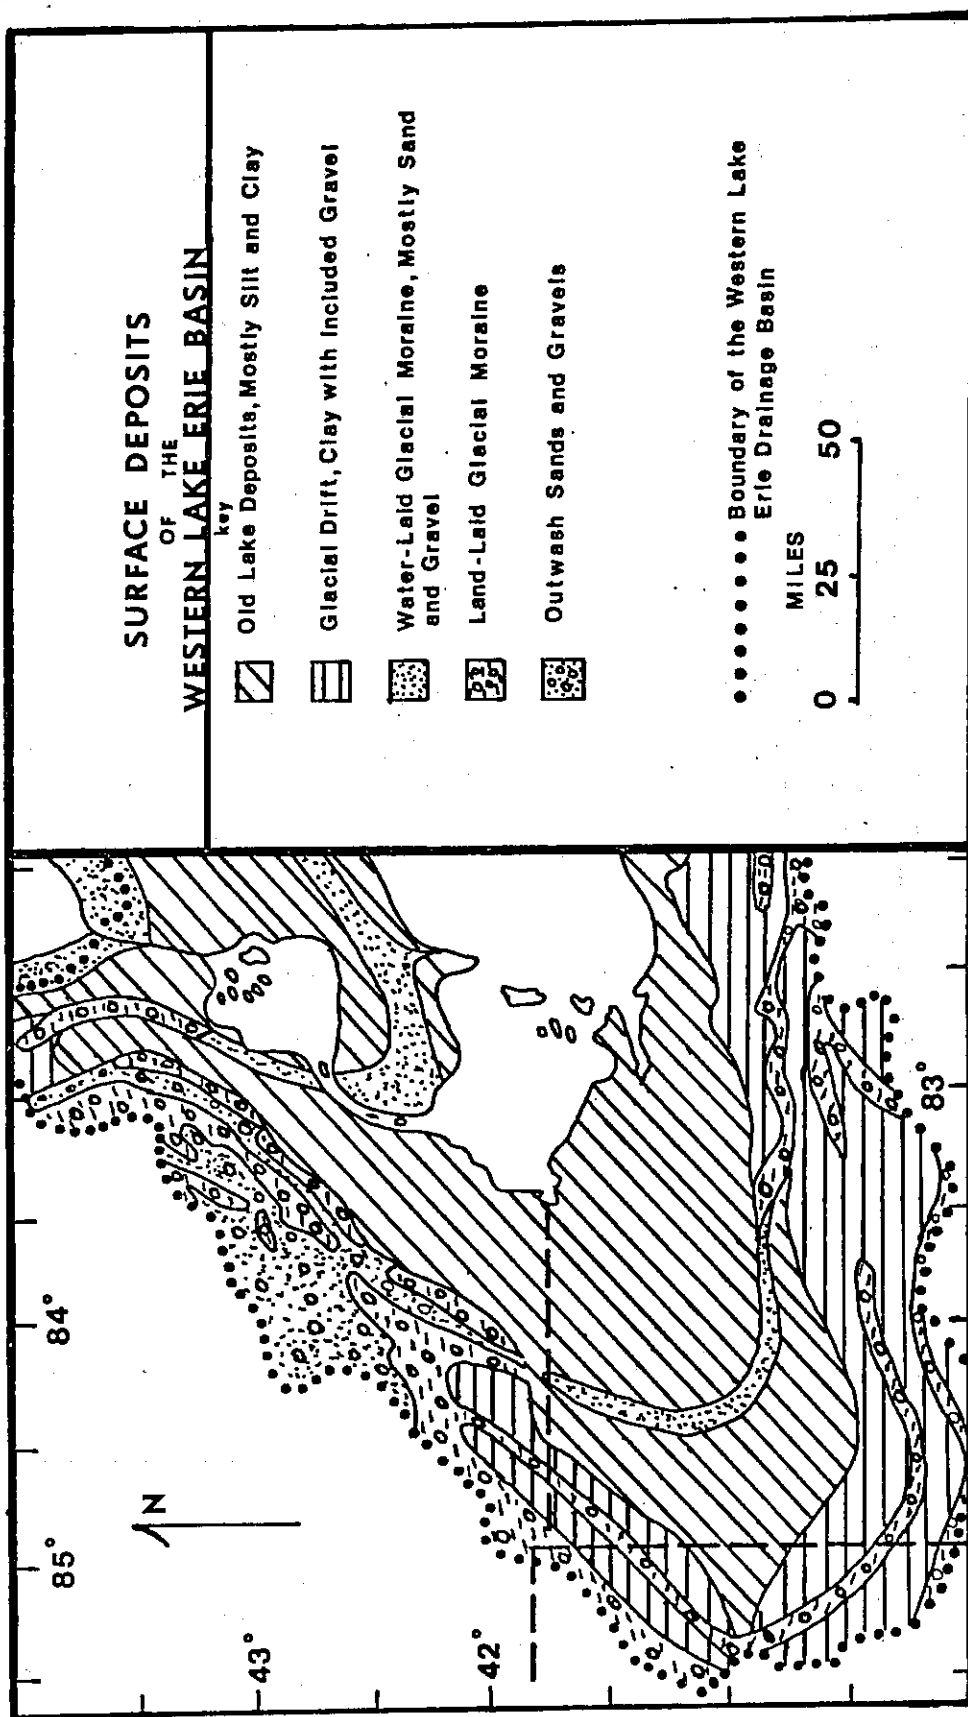 SURFACE DEPOSITS
OF THE
WESTERN LAKE ERIE BASIN
key
Old Lake Deposits, Mostly Silt and Clay
Glacial Drift, Clay with Included Gravel
Water-Laid Glacial Moraine, Mostly Sand
and Gravel
Land-Laid Glacial Moraine
Outwash Sands and Gravels
Boundary of the Western Lake
Erie Drainage Basin
MILES
0 25 50
85°
84°
83°
43°
42°
N